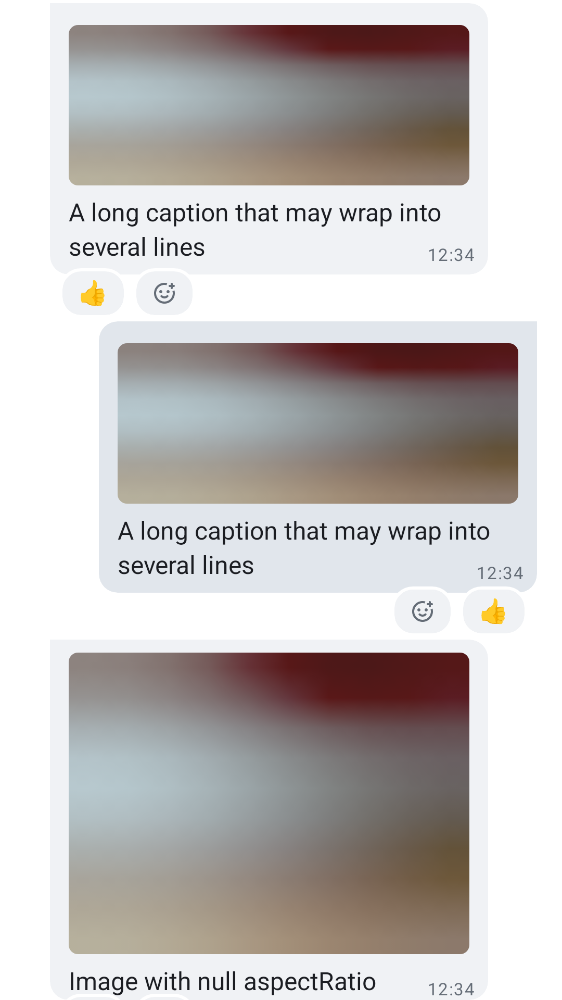 A long caption that may wrap into
several lines
12:34
A long caption that may wrap into
several lines
12:34
Image with null aspectRatio
12:34